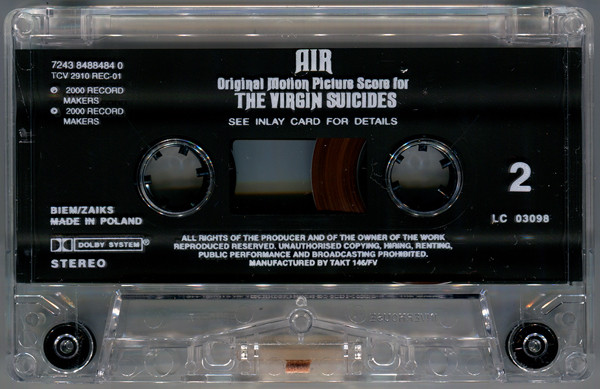 7243 8488484 0
TCV 2910 REC-01
℗ 2000 RECORD
MAKERS
© 2000 RECORD
MAKERS
AIR
Original Motion Picture Score for
THE VIRGIN SUICIDES
SEE INLAY CARD FOR DETAILS
2
BIEM/ZAIKS
MADE IN POLAND
LC 03098
DOLBY SYSTEM®
STEREO
ALL RIGHTS OF THE PRODUCER AND OF THE OWNER OF THE WORK
REPRODUCED RESERVED. UNAUTHORISED COPYING, HIRING, RENTING,
PUBLIC PERFORMANCE AND BROADCASTING PROHIBITED.
MANUFACTURED BY TAKT 146/FV